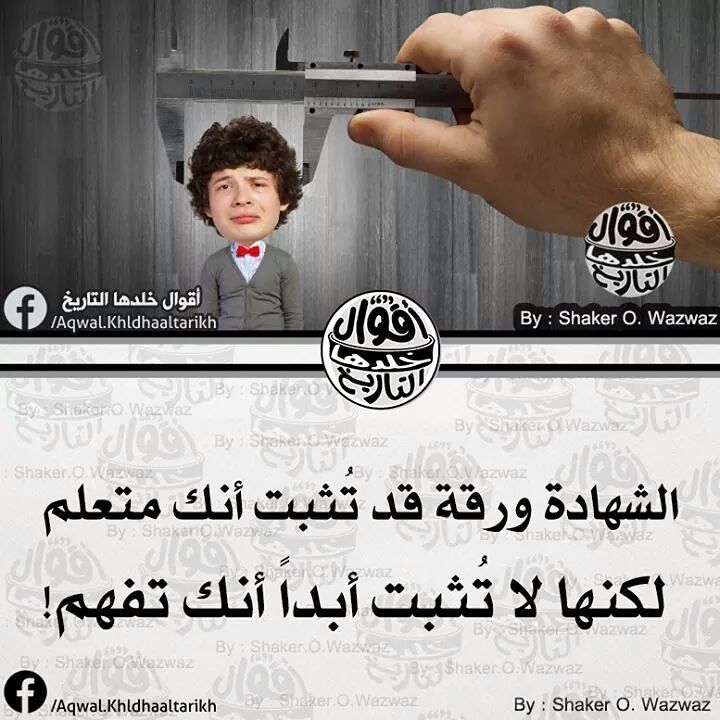 أقوال
خلدها
التاريخ
أقوال خلدها التاريخ
/Aqwal.Khldhaaltarikh
By : Shaker O. Wazwaz
أقوال
خلدها
التاريخ
الشهادة ورقة قد تُثبت أنك متعلم
لكنها لا تُثبت أبداً أنك تفهم!
/Aqwal.Khldhaaltarikh
By : Shaker O. Wazwaz